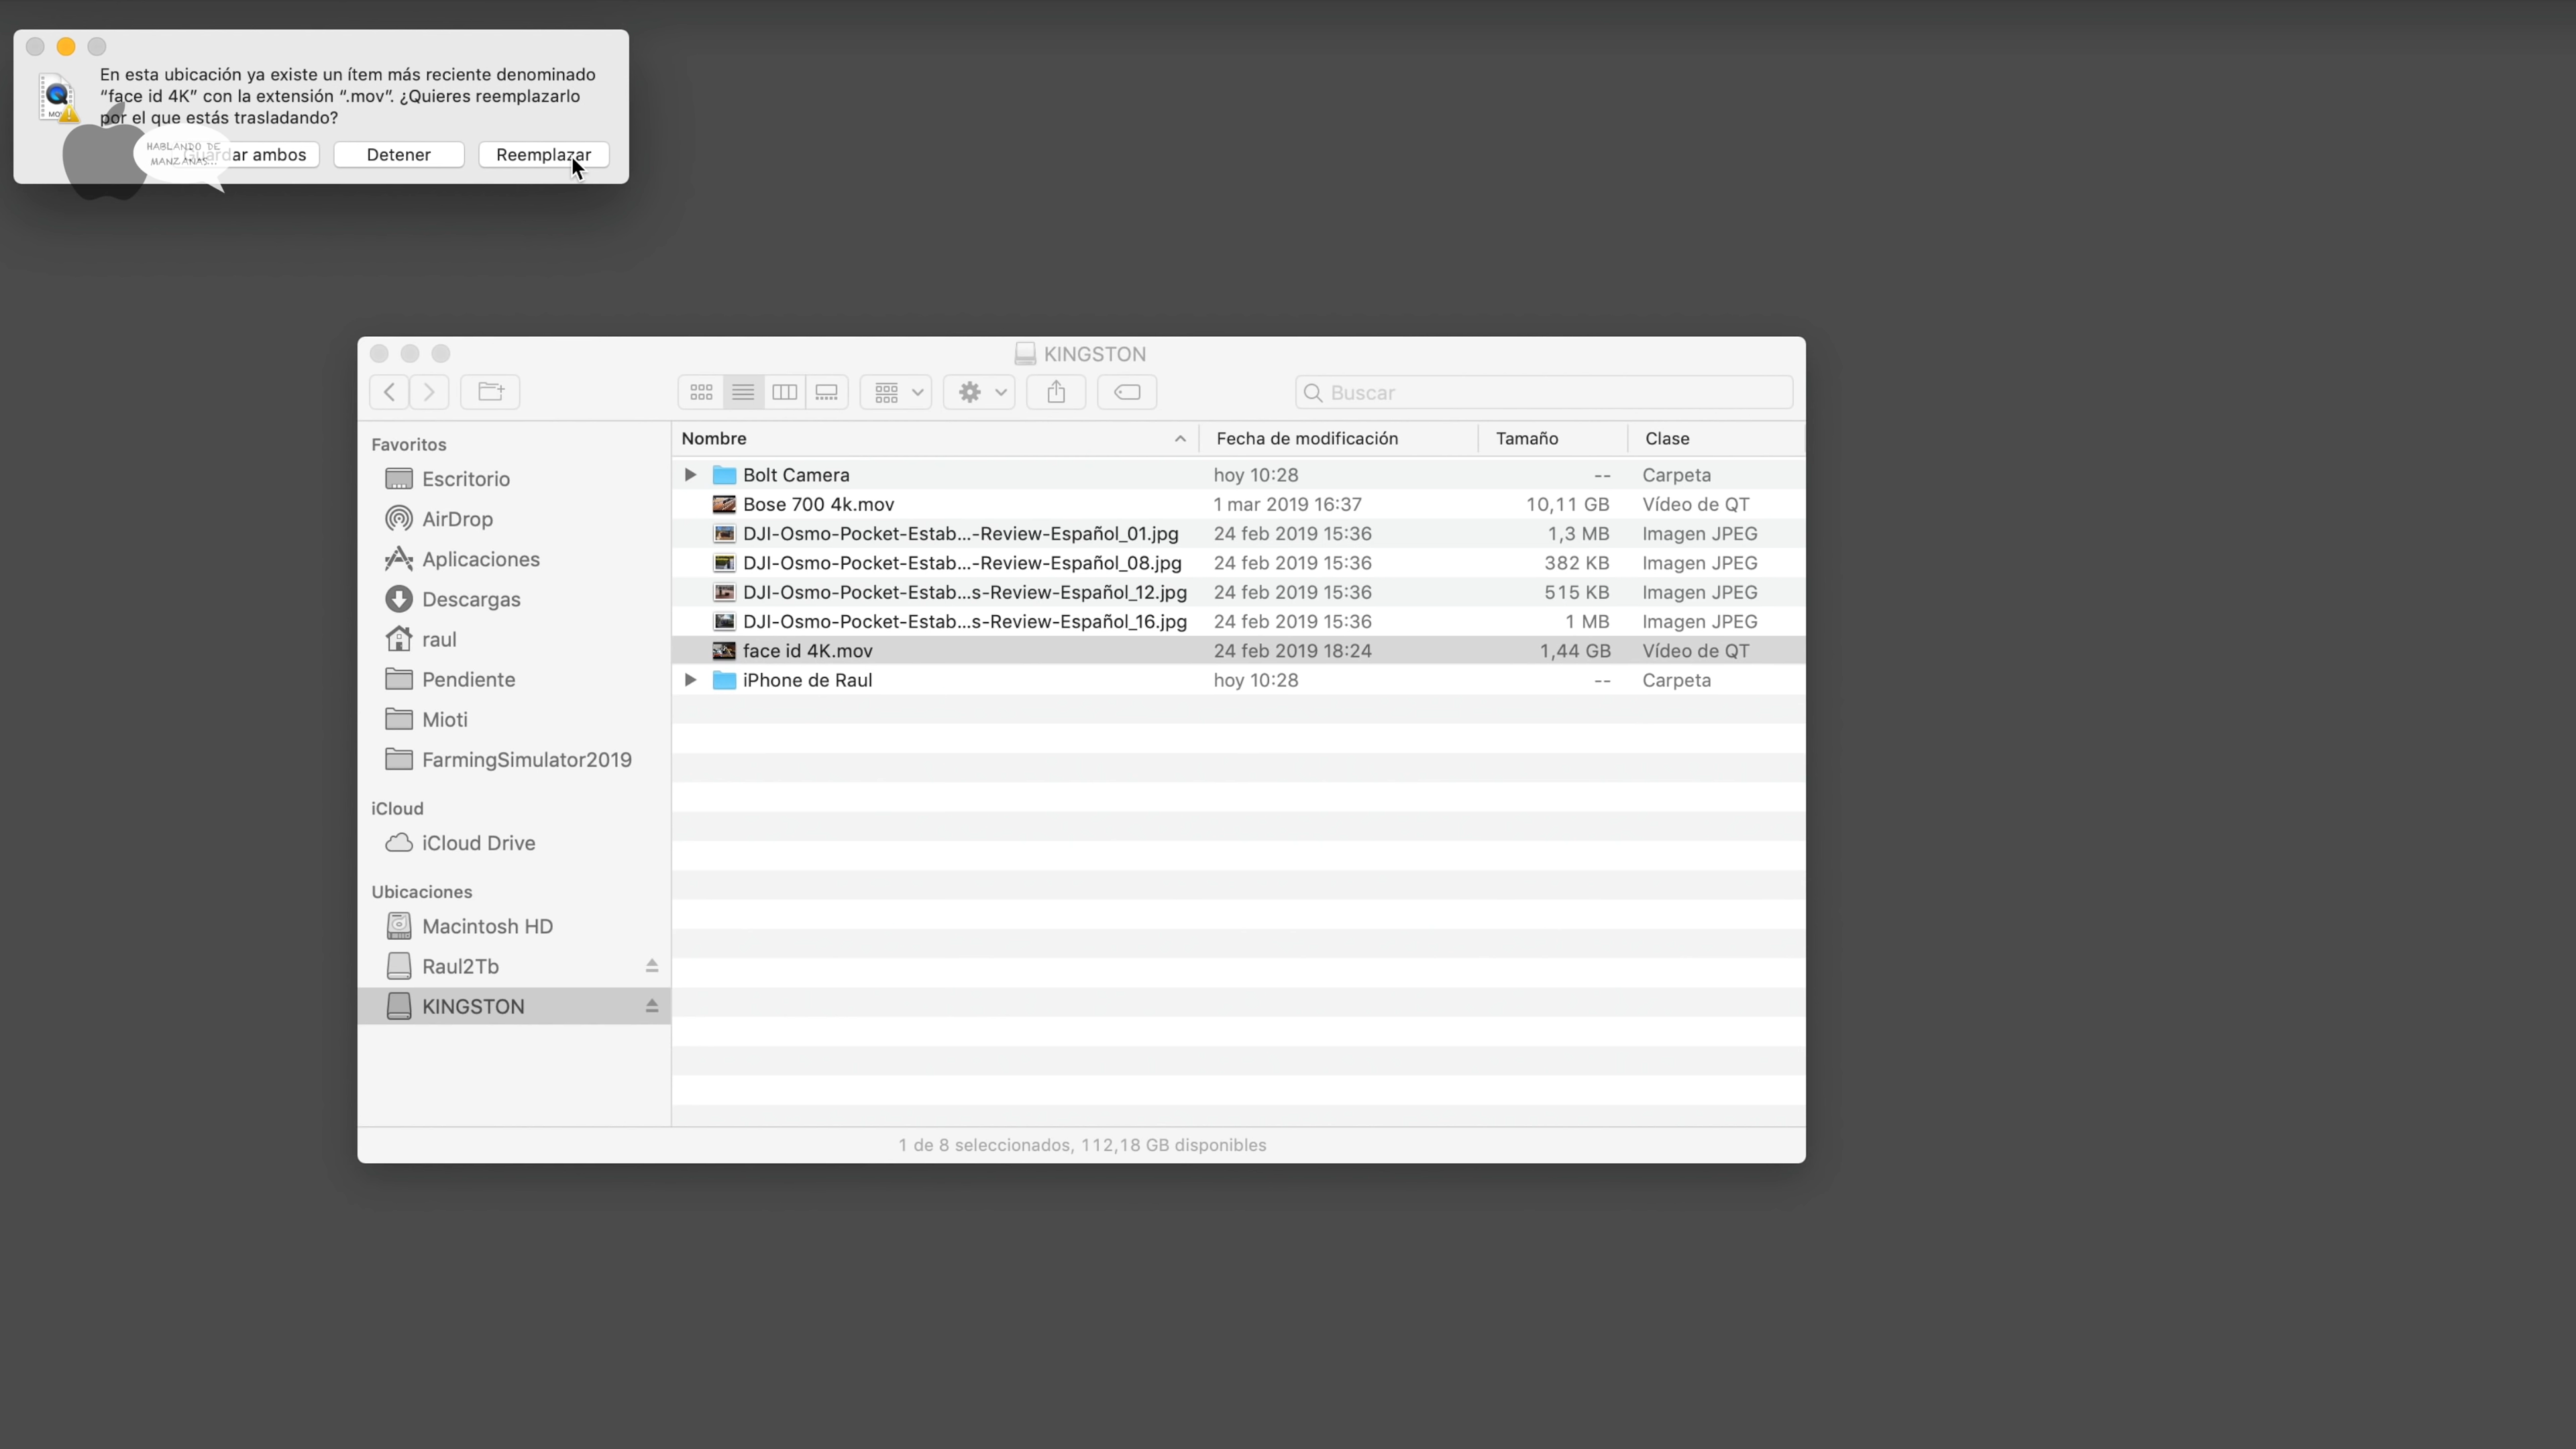 En esta ubicación ya existe un ítem más reciente denominado
“face id 4K” con la extensión “.mov”. ¿Quieres reemplazarlo
por el que estás trasladando?
HABLANDO DE
MANZANAS...
Guardar ambos
Detener
Reemplazar
MOV
KINGSTON
Buscar
Favoritos
Escritorio
AirDrop
Aplicaciones
Descargas
raul
Pendiente
Mioti
FarmingSimulator2019
iCloud
iCloud Drive
Ubicaciones
Macintosh HD
Raul2Tb
KINGSTON
Nombre Fecha de modificación Tamaño Clase
Bolt Camera hoy 10:28 -- Carpeta
Bose 700 4k.mov 1 mar 2019 16:37 10,11 GB Vídeo de QT
DJI-Osmo-Pocket-Estab...-Review-Español_01.jpg 24 feb 2019 15:36 1,3 MB Imagen JPEG
DJI-Osmo-Pocket-Estab...-Review-Español_08.jpg 24 feb 2019 15:36 382 KB Imagen JPEG
DJI-Osmo-Pocket-Estab...s-Review-Español_12.jpg 24 feb 2019 15:36 515 KB Imagen JPEG
DJI-Osmo-Pocket-Estab...s-Review-Español_16.jpg 24 feb 2019 15:36 1 MB Imagen JPEG
face id 4K.mov 24 feb 2019 18:24 1,44 GB Vídeo de QT
iPhone de Raul hoy 10:28 -- Carpeta
1 de 8 seleccionados, 112,18 GB disponibles